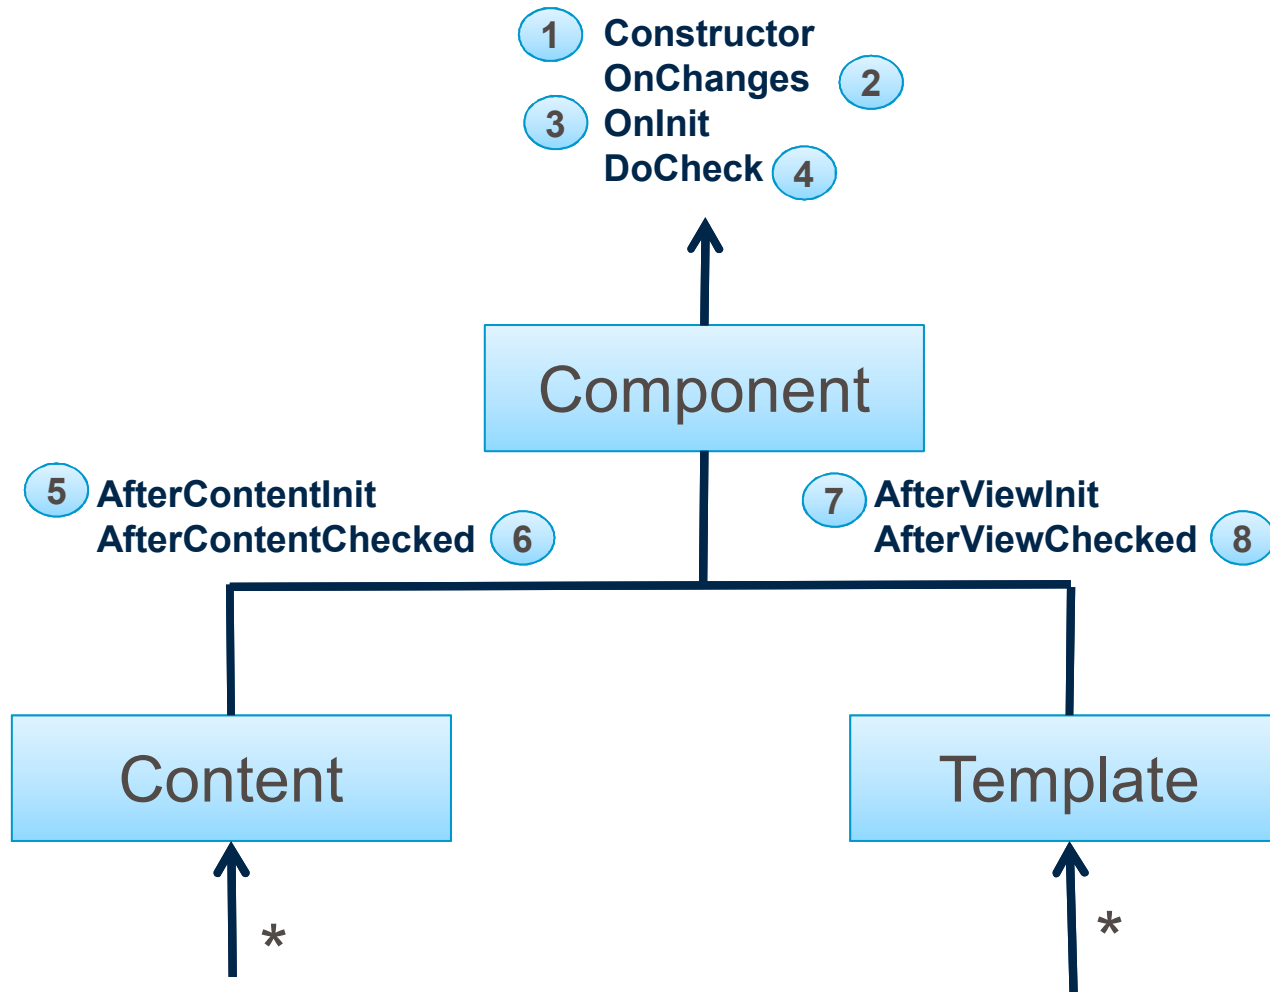 1 Constructor
OnChanges 2
3 OnInit
DoCheck 4
Component
5 AfterContentInit
AfterContentChecked 6
7 AfterViewInit
AfterViewChecked 8
Content
Template
*
*